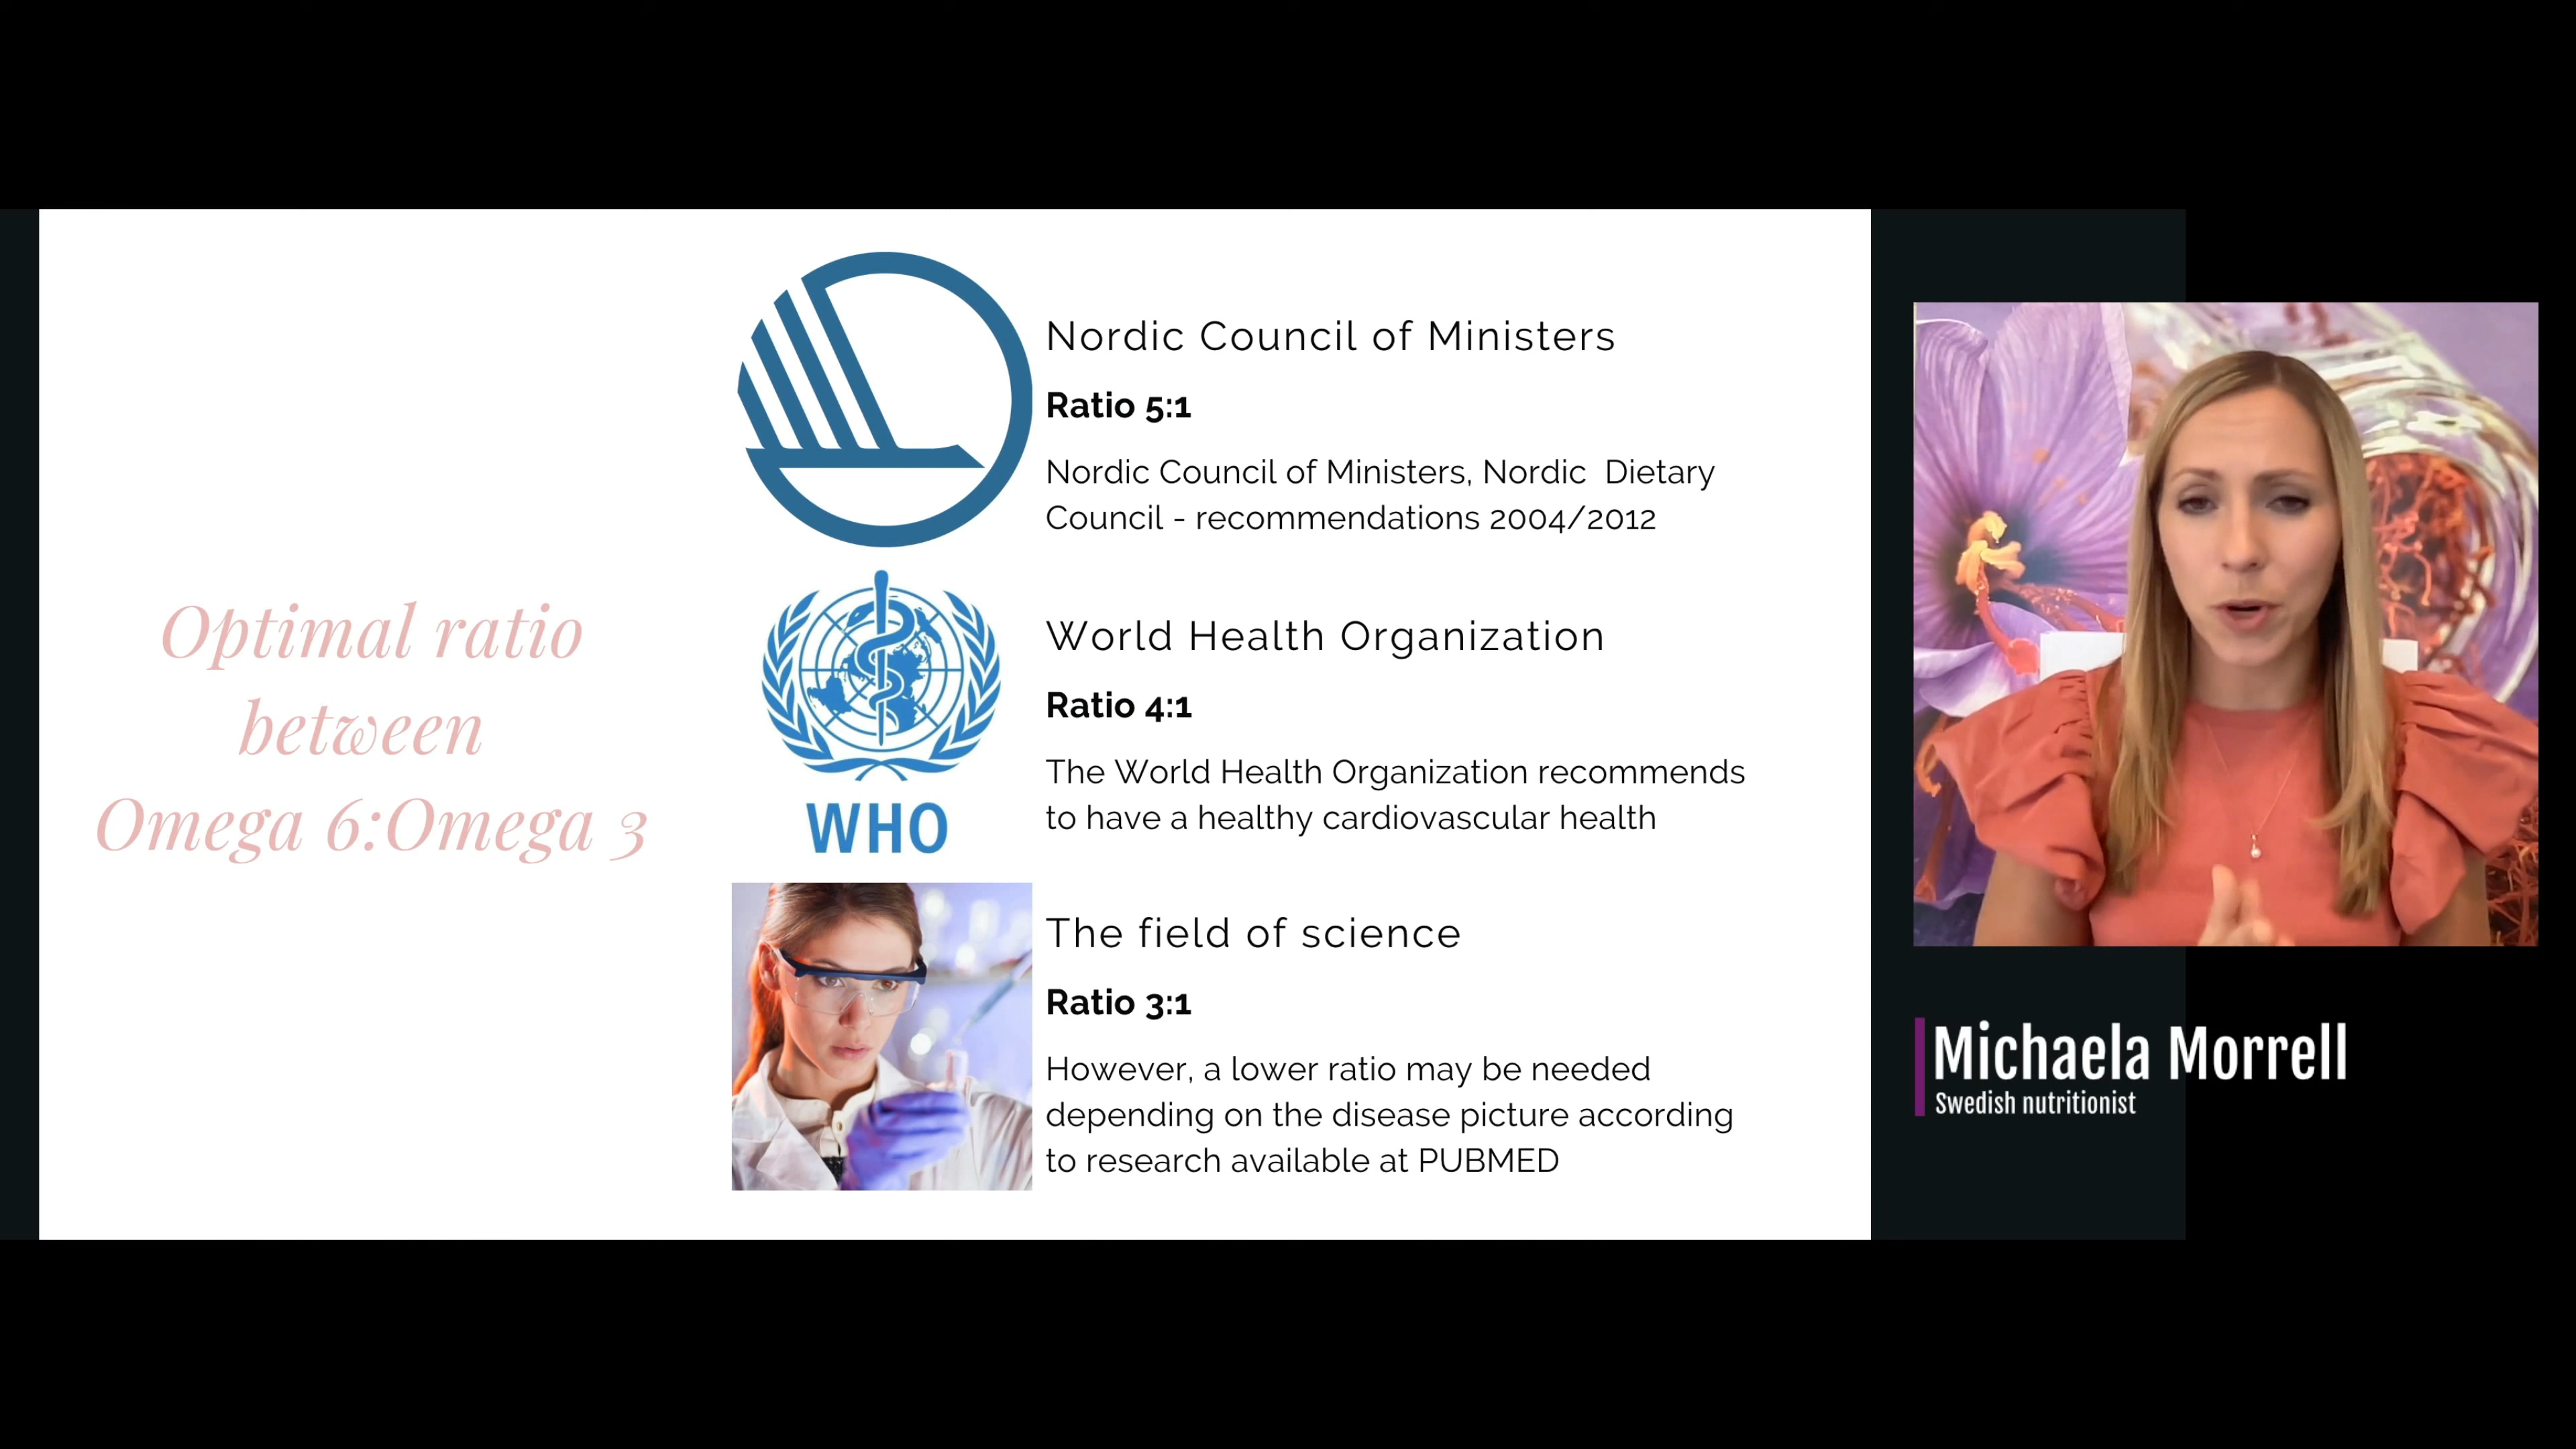 Optimal ratio
between
Omega 6:Omega 3
Nordic Council of Ministers
Ratio 5:1
Nordic Council of Ministers, Nordic  Dietary
Council - recommendations 2004/2012
WHO
World Health Organization
Ratio 4:1
The World Health Organization recommends
to have a healthy cardiovascular health
The field of science
Ratio 3:1
However, a lower ratio may be needed
depending on the disease picture according
to research available at PUBMED
Michaela Morrell
Swedish nutritionist